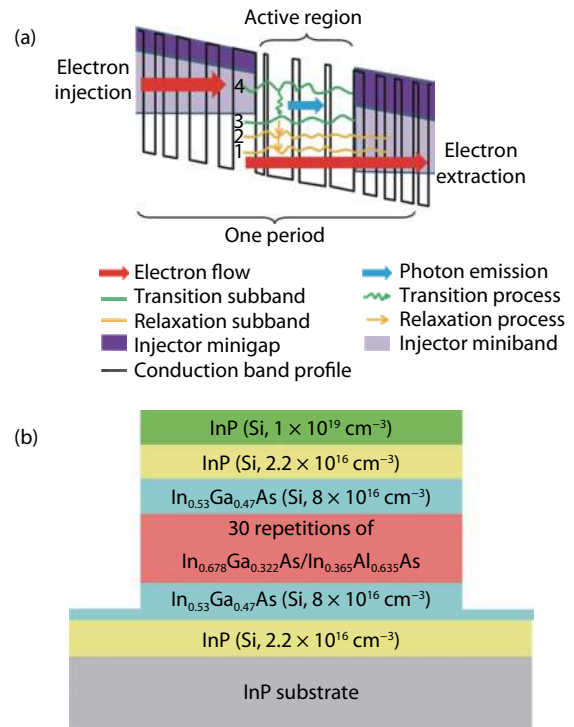 (a)
Active region
Electron
injection
4
3
2
1
Electron
extraction
One period
Electron flow
Photon emission
Transition subband
Transition process
Relaxation subband
Relaxation process
Injector minigap
Injector miniband
Conduction band profile
(b)
InP (Si, 1 × 10¹⁹ cm⁻³)
InP (Si, 2.2 × 10¹⁶ cm⁻³)
In₀.₅₃Ga₀.₄₇As (Si, 8 × 10¹⁶ cm⁻³)
30 repetitions of
In₀.₆₇₈Ga₀.₃₂₂As/In₀.₃₆₅Al₀.₆₃₅As
In₀.₅₃Ga₀.₄₇As (Si, 8 × 10¹⁶ cm⁻³)
InP (Si, 2.2 × 10¹⁶ cm⁻³)
InP substrate